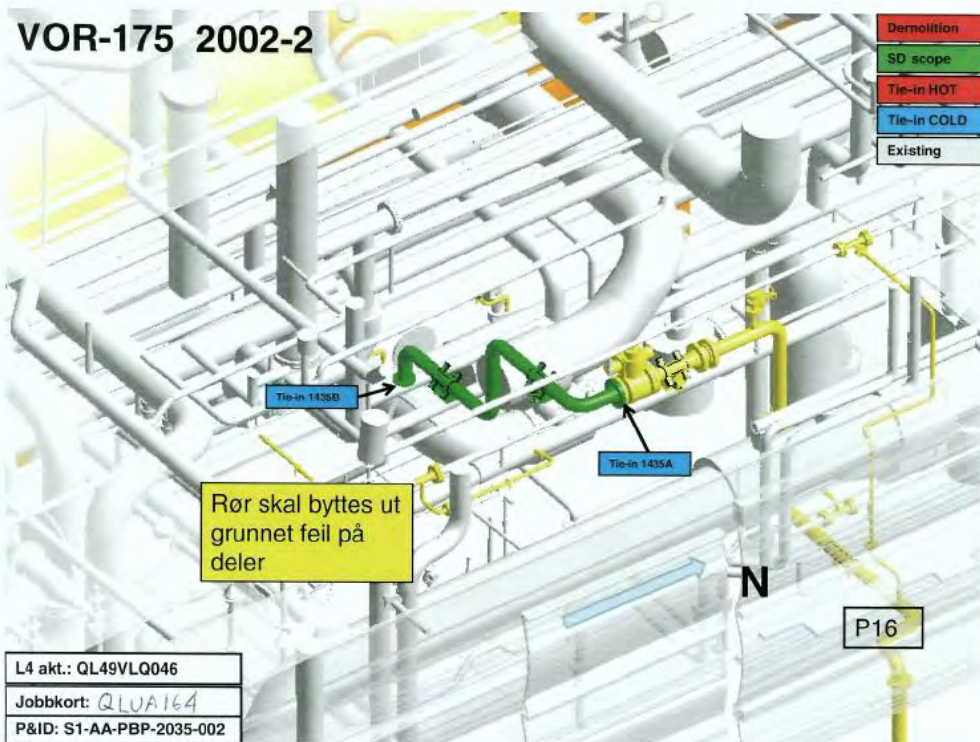 VOR-175 2002-2
Demolition
SD scope
Tie-in HOT
Tie-in COLD
Existing
Tie-in 1435B
Tie-in 1435A
Rør skal byttes ut
grunnet feil på
deler
N
P16
L4 akt.: QL49VLQ046
Jobbkort: QLUA164
P&ID: S1-AA-PBP-2035-002